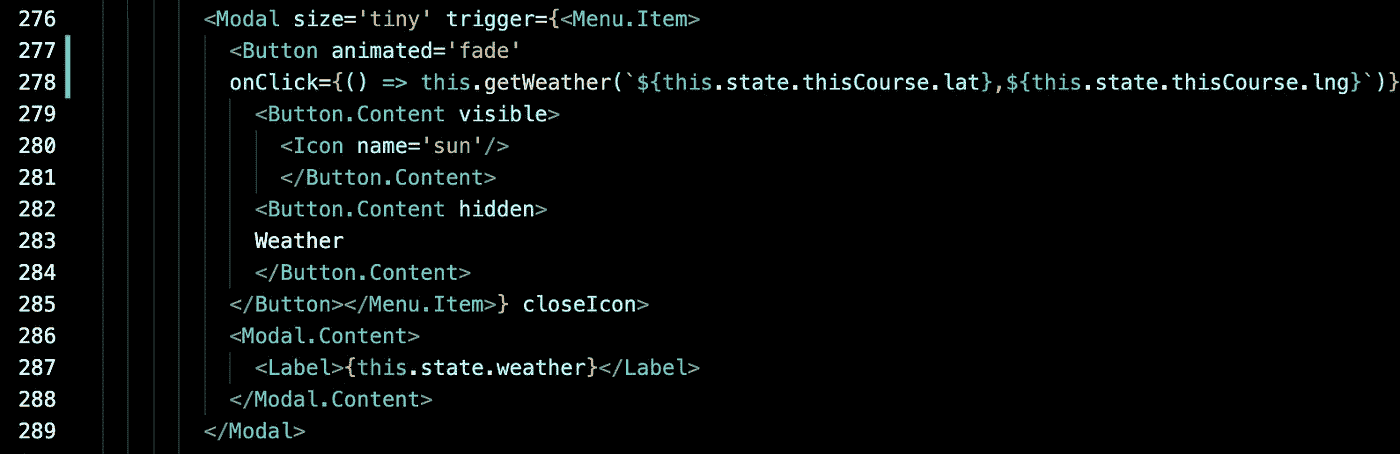 276 <Modal size='tiny' trigger={<Menu.Item>
277 <Button animated='fade'
278 onClick={() => this.getWeather(`${this.state.thisCourse.lat},${this.state.thisCourse.lng}`)}
279 <Button.Content visible>
280 <Icon name='sun'/>
281 </Button.Content>
282 <Button.Content hidden>
283 Weather
284 </Button.Content>
285 </Button></Menu.Item>} closeIcon>
286 <Modal.Content>
287 <Label>{this.state.weather}</Label>
288 </Modal.Content>
289 </Modal>